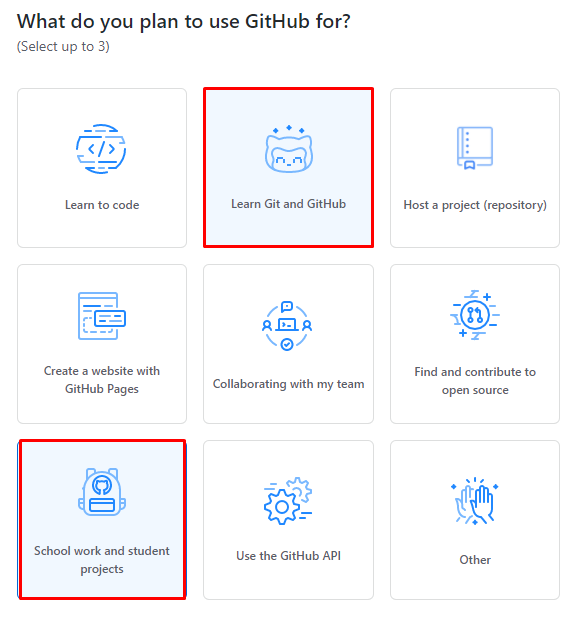 What do you plan to use GitHub for?
(Select up to 3)
Learn to code
Learn Git and GitHub
Host a project (repository)
Create a website with
GitHub Pages
Collaborating with my team
Find and contribute to
open source
School work and student
projects
Use the GitHub API
Other